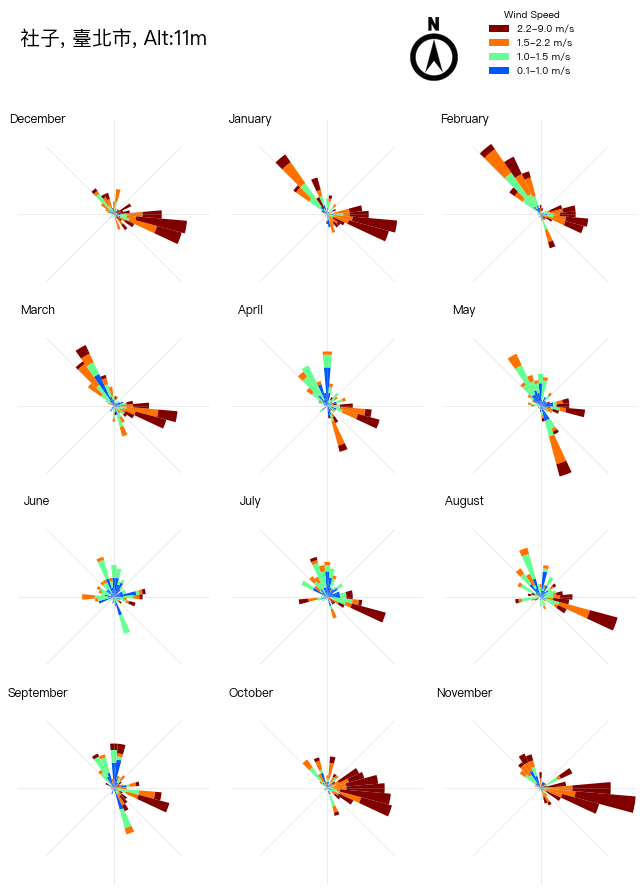 社子, 臺北市, Alt:11m
N
Wind Speed
2.2–9.0 m/s
1.5–2.2 m/s
1.0–1.5 m/s
0.1–1.0 m/s
December
January
February
March
April
May
June
July
August
September
October
November